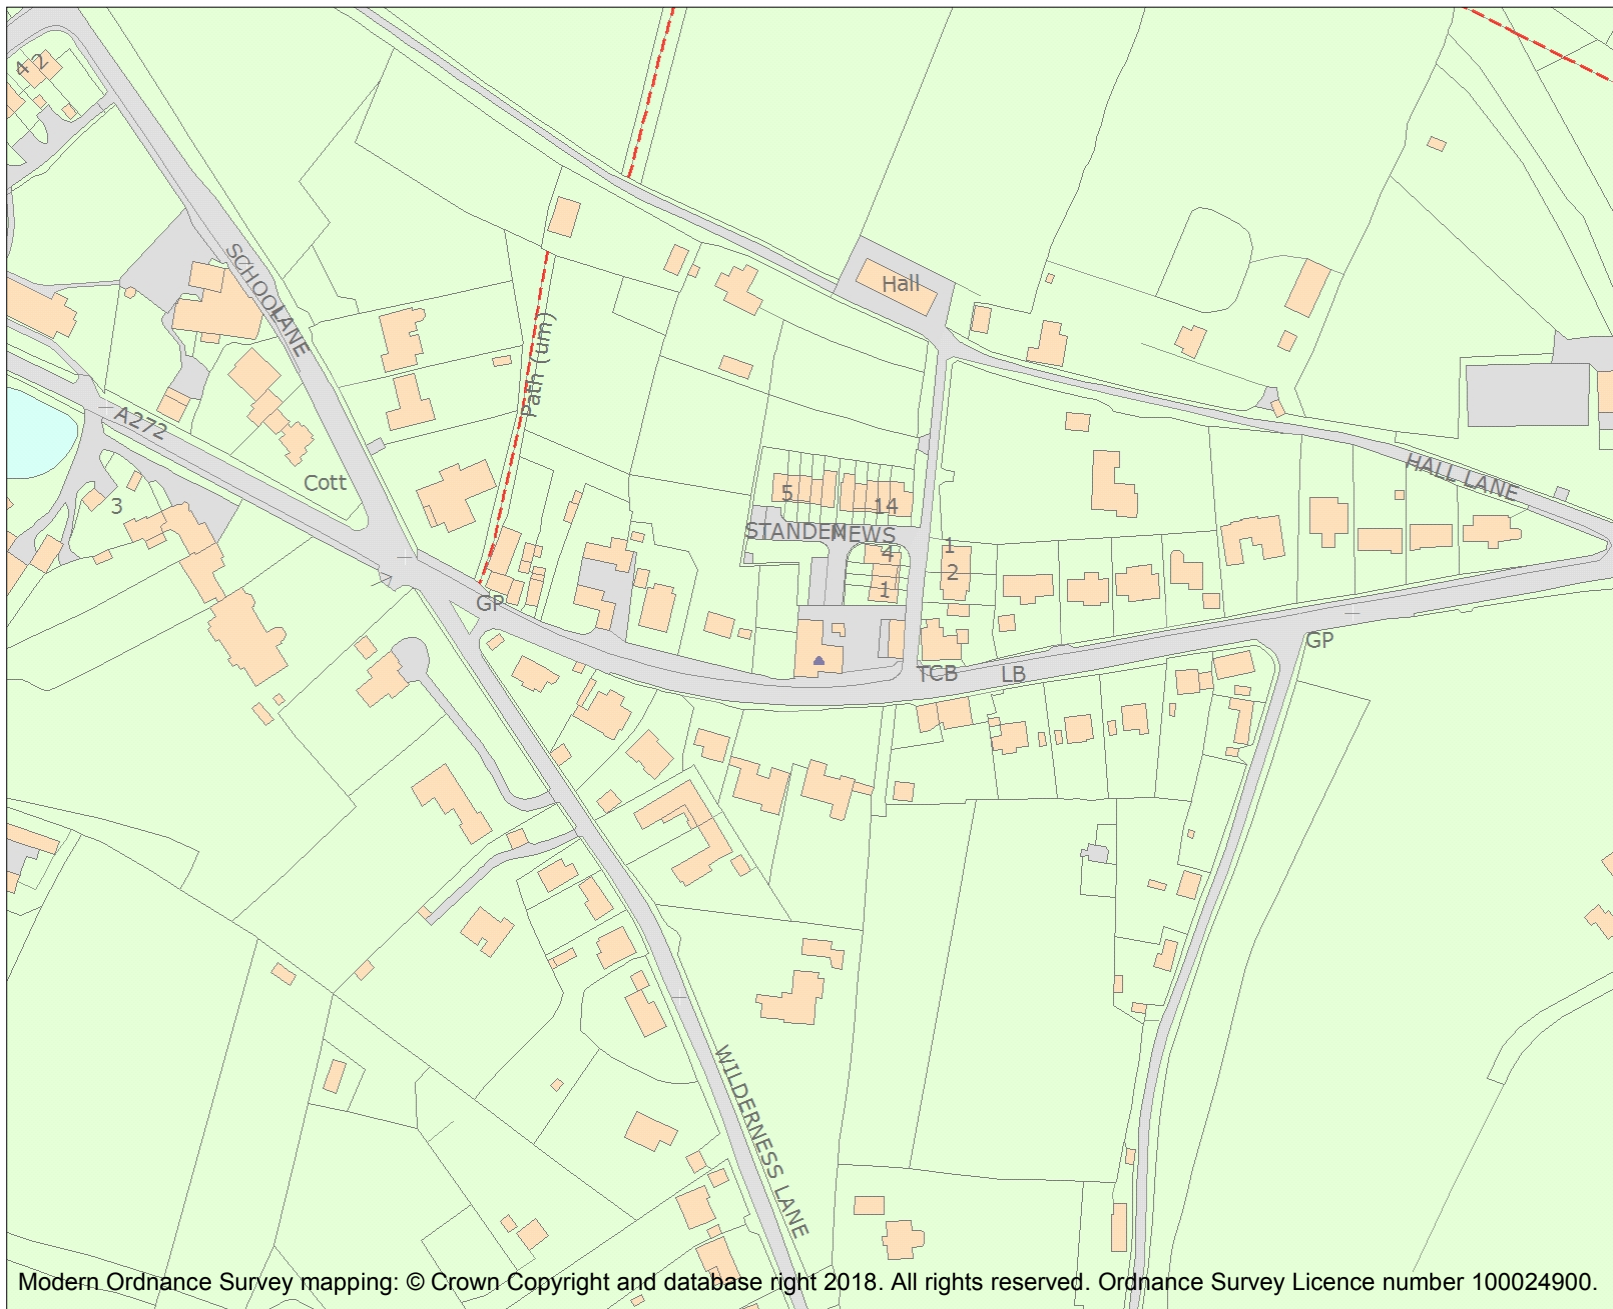 4 2
SCHOOL LANE
Hall
Path (um)
A272
Cott
3
HALL LANE
5
14
STANDEN MEWS
4
1
1
2
GP
GP
TCB
LB
WILDERNESS LANE
Modern Ordnance Survey mapping: © Crown Copyright and database right 2018. All rights reserved. Ordnance Survey Licence number 100024900.